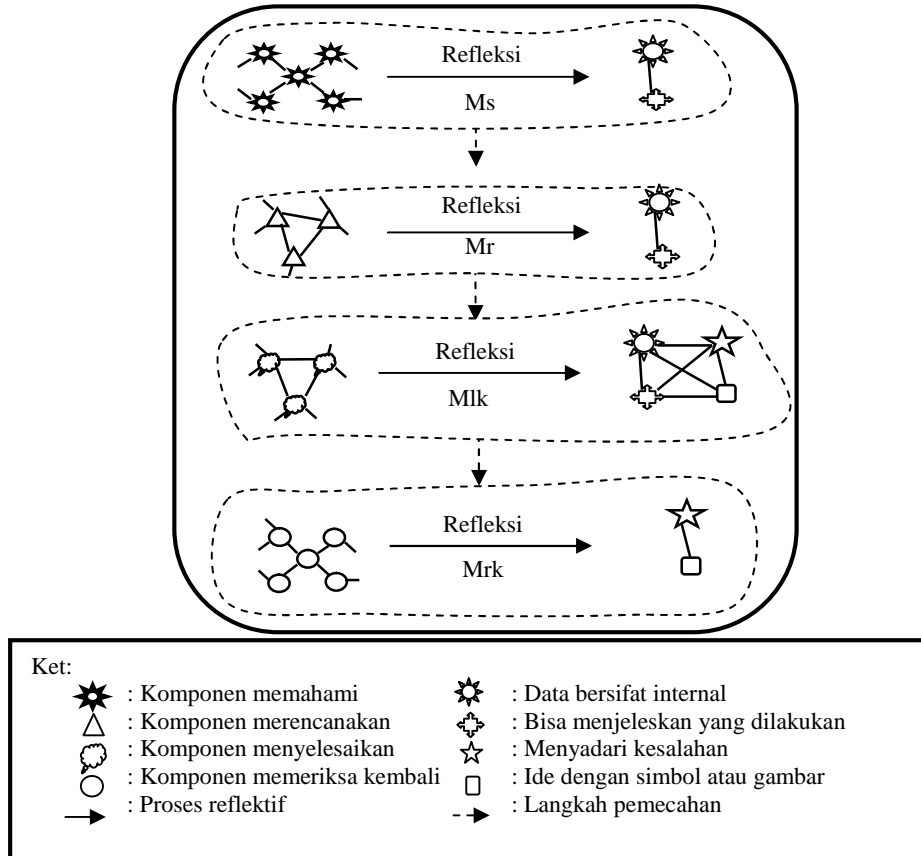 Refleksi
Ms
Refleksi
Mr
Refleksi
Mlk
Refleksi
Mrk
Ket:
: Komponen memahami
: Komponen merencanakan
: Komponen menyelesaikan
: Komponen memeriksa kembali
: Proses reflektif
: Data bersifat internal
: Bisa menjeleskan yang dilakukan
: Menyadari kesalahan
: Ide dengan simbol atau gambar
: Langkah pemecahan